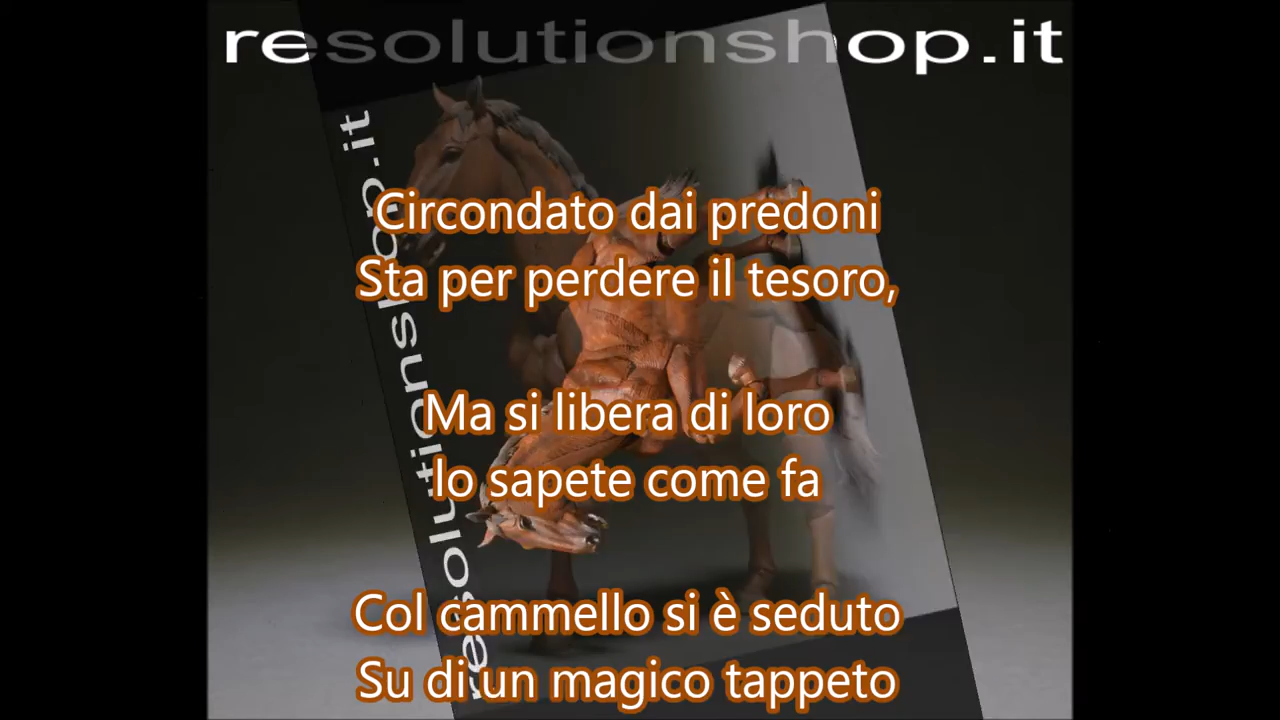 resolutionshop.it
resolutionshop.it
Circondato dai predoni
Sta per perdere il tesoro,
Ma si libera di loro
lo sapete come fa
Col cammello si è seduto
Su di un magico tappeto